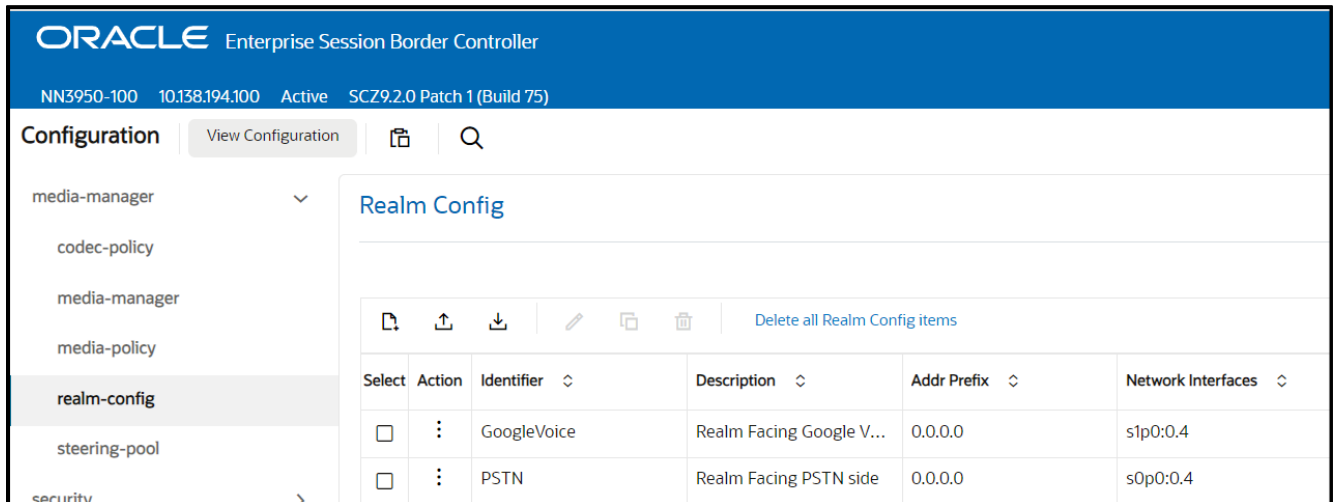 ORACLE Enterprise Session Border Controller
NN3950-100 10.138.194.100 Active SCZ9.2.0 Patch 1 (Build 75)
Configuration View Configuration
media-manager
codec-policy
media-manager
media-policy
realm-config
steering-pool
security
Realm Config
Delete all Realm Config items
Select Action Identifier Description Addr Prefix Network Interfaces
GoogleVoice Realm Facing Google V... 0.0.0.0 s1p0:0.4
PSTN Realm Facing PSTN side 0.0.0.0 s0p0:0.4